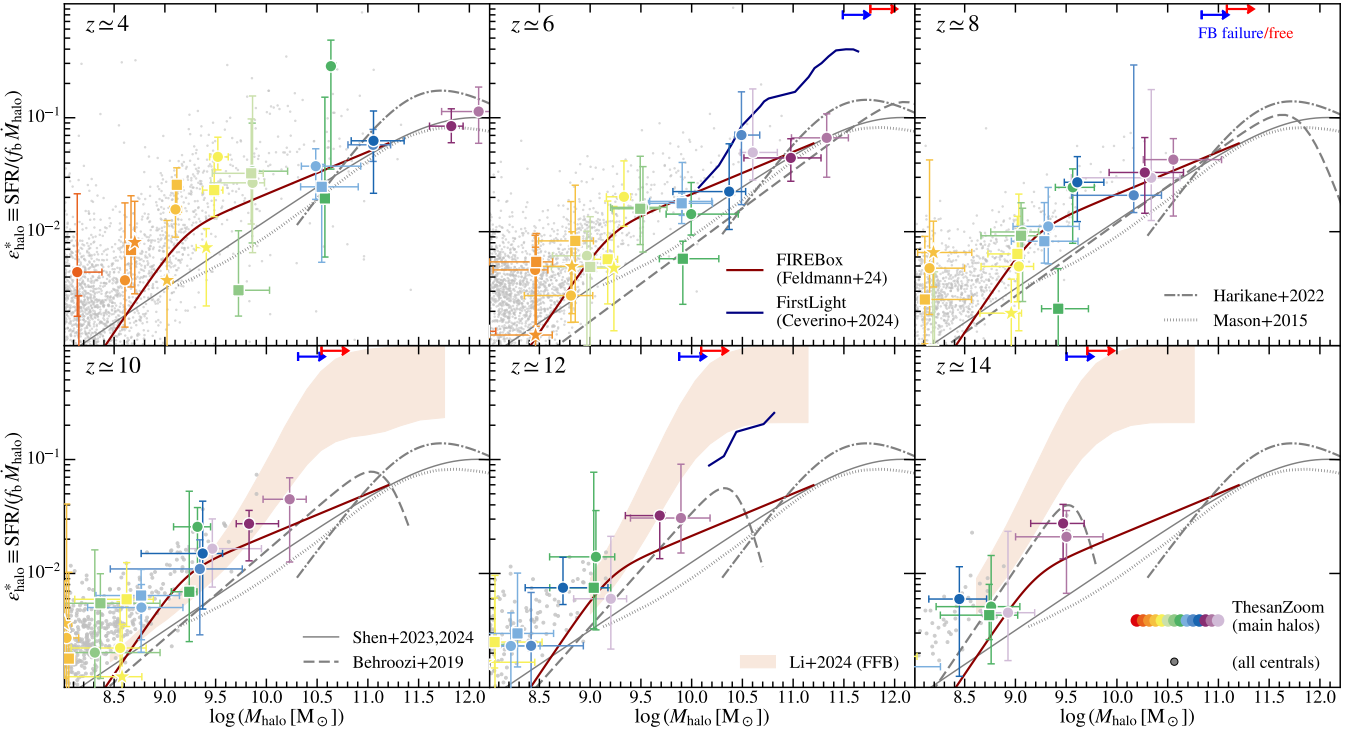 z≃4
z≃6
z≃8
FB failure/free
ε*halo ≡ SFR/(fb Ṁhalo)
10⁻¹
10⁻²
FIREBox
(Feldmann+24)
FirstLight
(Ceverino+2024)
Harikane+2022
Mason+2015
z≃10
z≃12
z≃14
ε*halo ≡ SFR/(fb Ṁhalo)
10⁻¹
10⁻²
Shen+2023,2024
Behroozi+2019
Li+2024 (FFB)
ThesanZoom
(main halos)
(all centrals)
8.5 9.0 9.5 10.0 10.5 11.0 11.5 12.0
8.5 9.0 9.5 10.0 10.5 11.0 11.5 12.0
8.5 9.0 9.5 10.0 10.5 11.0 11.5 12.0
log (Mhalo [M⊙])
log (Mhalo [M⊙])
log (Mhalo [M⊙])